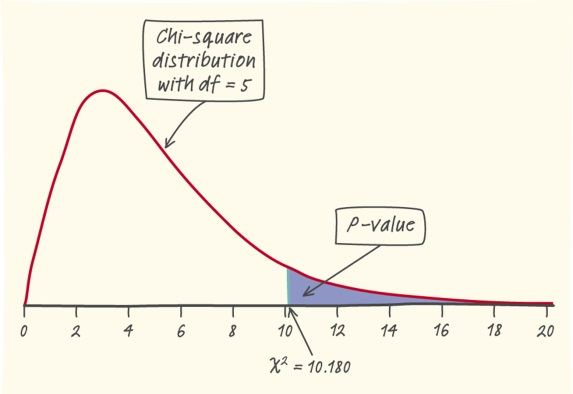 Chi-square
distribution
with df = 5
P-value
0 2 4 6 8 10 12 14 16 18 20
χ² = 10.180